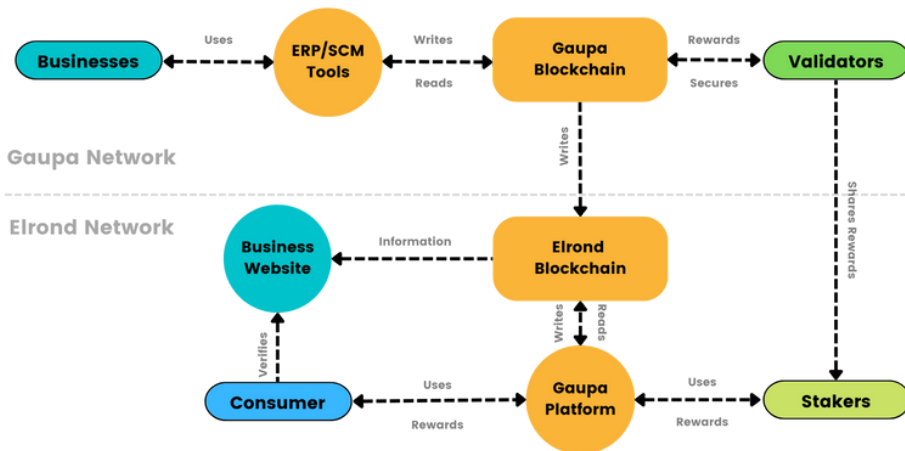 Uses
Writes
Rewards
Businesses
ERP/SCM
Tools
Gaupa
Blockchain
Validators
Reads
Secures
Writes
Gaupa Network
Elrond Network
Shares Rewards
Business
Website
Information
Elrond
Blockchain
Writes
Reads
Verifies
Consumer
Uses
Rewards
Gaupa
Platform
Uses
Rewards
Stakers